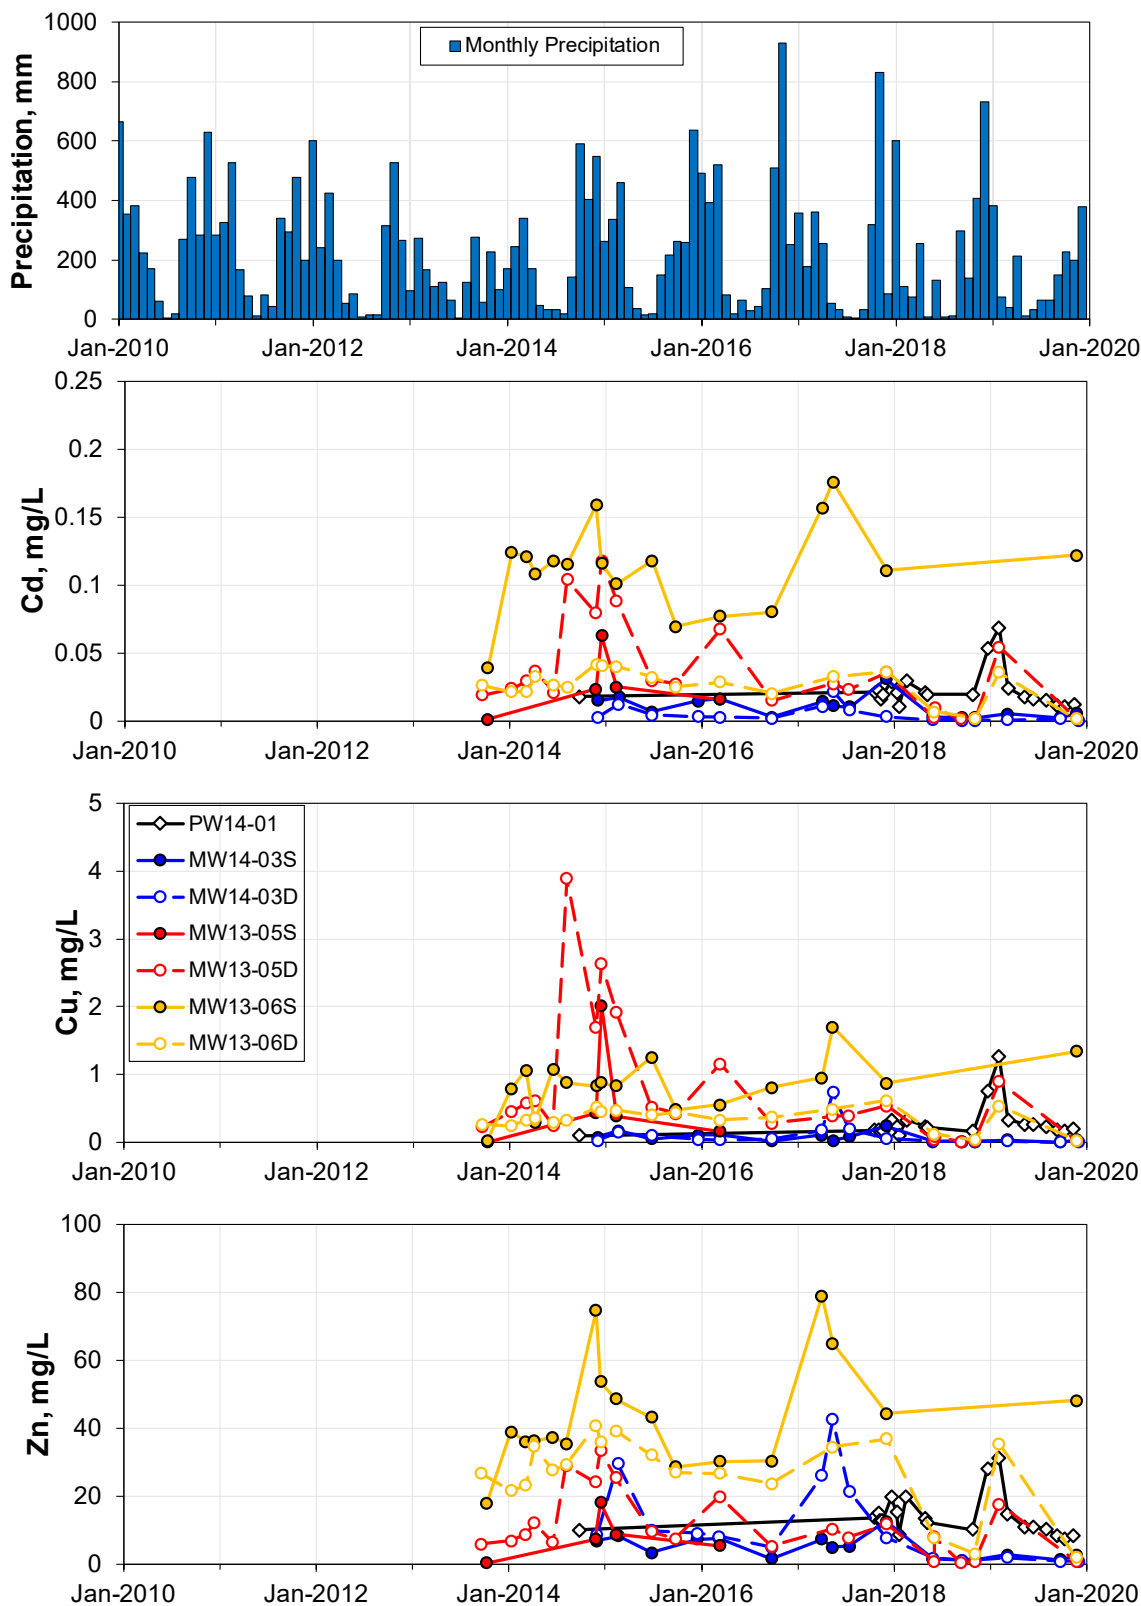 Precipitation, mm
1000
800
600
400
200
0
Monthly Precipitation
Jan-2010 Jan-2012 Jan-2014 Jan-2016 Jan-2018 Jan-2020
Cd, mg/L
0.25
0.2
0.15
0.1
0.05
0
Jan-2010 Jan-2012 Jan-2014 Jan-2016 Jan-2018 Jan-2020
Cu, mg/L
5
4
3
2
1
0
PW14-01
MW14-03S
MW14-03D
MW13-05S
MW13-05D
MW13-06S
MW13-06D
Jan-2010 Jan-2012 Jan-2014 Jan-2016 Jan-2018 Jan-2020
Zn, mg/L
100
80
60
40
20
0
Jan-2010 Jan-2012 Jan-2014 Jan-2016 Jan-2018 Jan-2020